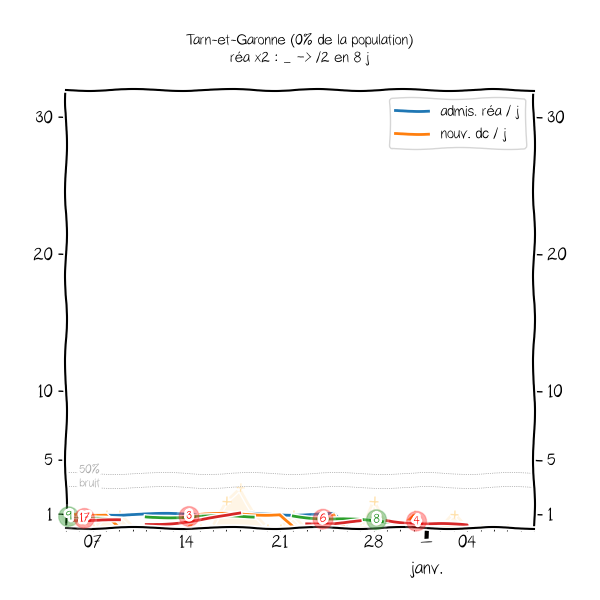 Tarn-et-Garonne (0% de la population)
réa x2 : _ -> /2 en 8 j
admis. réa / j
nouv. dc / j
30 30
20 20
10 10
5 5
50%
bruit
1 1
9 17 3 6 8 4
07 14 21 28 _ 04
janv.